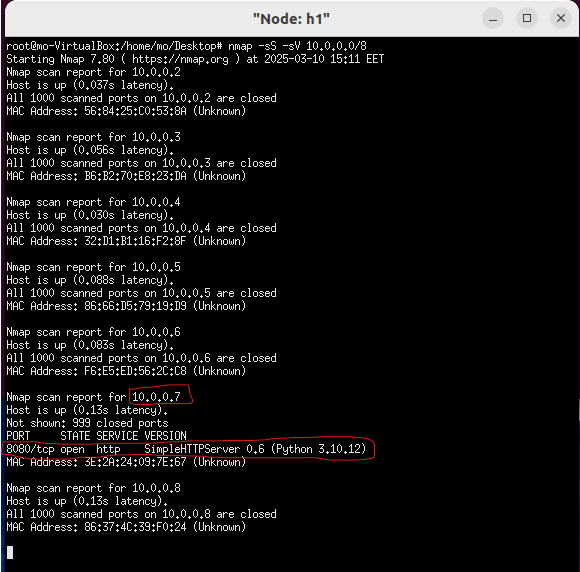 "Node: h1"
root@mo-VirtualBox:/home/mo/Desktop# nmap -sS -sV 10.0.0.0/8
Starting Nmap 7.80 ( https://nmap.org ) at 2025-03-10 15:11 EET
Nmap scan report for 10.0.0.2
Host is up (0.037s latency).
All 1000 scanned ports on 10.0.0.2 are closed
MAC Address: 56:84:25:C0:53:8A (Unknown)
Nmap scan report for 10.0.0.3
Host is up (0.056s latency).
All 1000 scanned ports on 10.0.0.3 are closed
MAC Address: B6:B2:70:E8:23:DA (Unknown)
Nmap scan report for 10.0.0.4
Host is up (0.030s latency).
All 1000 scanned ports on 10.0.0.4 are closed
MAC Address: 32:D1:B1:16:F2:8F (Unknown)
Nmap scan report for 10.0.0.5
Host is up (0.088s latency).
All 1000 scanned ports on 10.0.0.5 are closed
MAC Address: 86:66:D5:79:19:D9 (Unknown)
Nmap scan report for 10.0.0.6
Host is up (0.083s latency).
All 1000 scanned ports on 10.0.0.6 are closed
MAC Address: F6:E5:ED:56:2C:C8 (Unknown)
Nmap scan report for 10.0.0.7
Host is up (0.13s latency).
Not shown: 999 closed ports
PORT     STATE SERVICE VERSION
8080/tcp open  http    SimpleHTTPServer 0.6 (Python 3.10.12)
MAC Address: 3E:2A:24:09:7E:67 (Unknown)
Nmap scan report for 10.0.0.8
Host is up (0.13s latency).
All 1000 scanned ports on 10.0.0.8 are closed
MAC Address: 86:37:4C:39:F0:24 (Unknown)